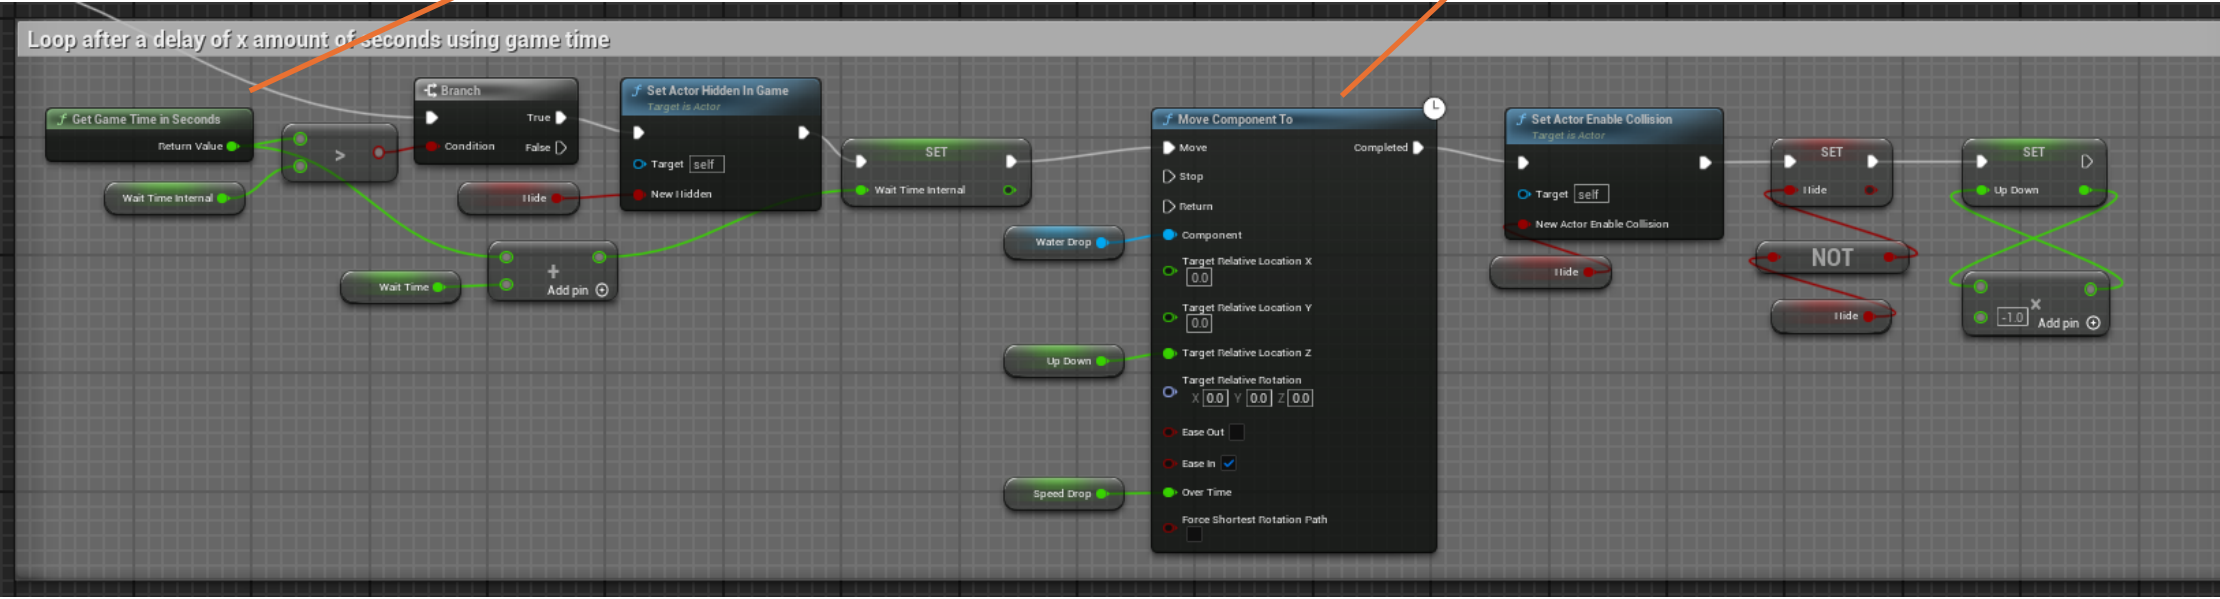 Loop after a delay of x amount of seconds using game time
Get Game Time in Seconds
Return Value
Wait Time Internal
>
Branch
True
Condition
False
Hide
Wait Time
+
Add pin
Set Actor Hidden In Game
Target is Actor
Target self
New Hidden
SET
Wait Time Internal
Water Drop
Up Down
Speed Drop
Move Component To
Move
Completed
Stop
Return
Component
Target Relative Location X
0.0
Target Relative Location Y
0.0
Target Relative Location Z
Target Relative Rotation
X 0.0 Y 0.0 Z 0.0
Ease Out
Ease In
Over Time
Force Shortest Rotation Path
Set Actor Enable Collision
Target is Actor
Target self
New Actor Enable Collision
Hide
SET
Hide
NOT
Hide
SET
Up Down
×
-1.0
Add pin